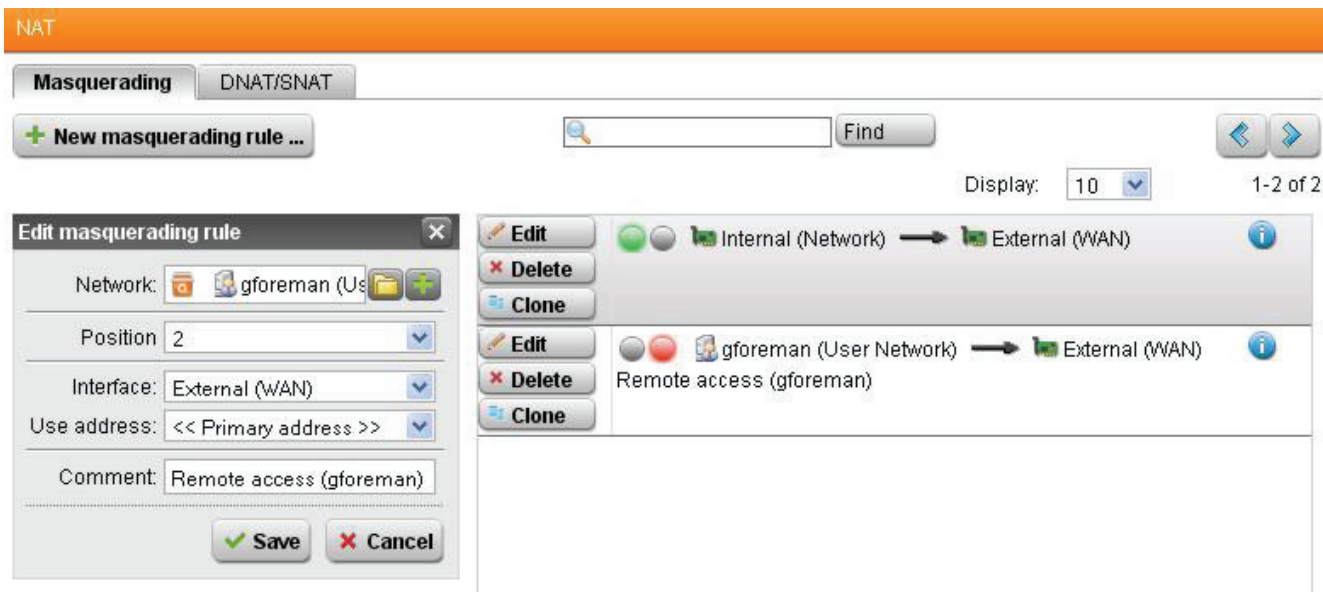 NAT
Masquerading
DNAT/SNAT
New masquerading rule ...
Find
Display:
10
1-2 of 2
Edit masquerading rule
Network:
gforeman (Us
Position
2
Interface:
External (WAN)
Use address:
<< Primary address >>
Comment:
Remote access (gforeman)
Save
Cancel
Edit
Delete
Clone
Internal (Network)
External (WAN)
Edit
Delete
Clone
gforeman (User Network)
External (WAN)
Remote access (gforeman)